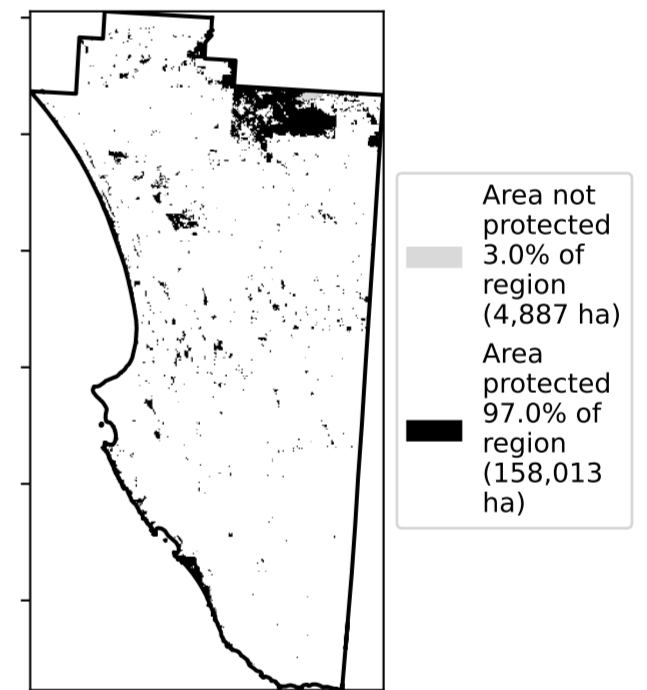 Area not
protected
3.0% of
region
(4,887 ha)
Area
protected
97.0% of
region
(158,013
ha)